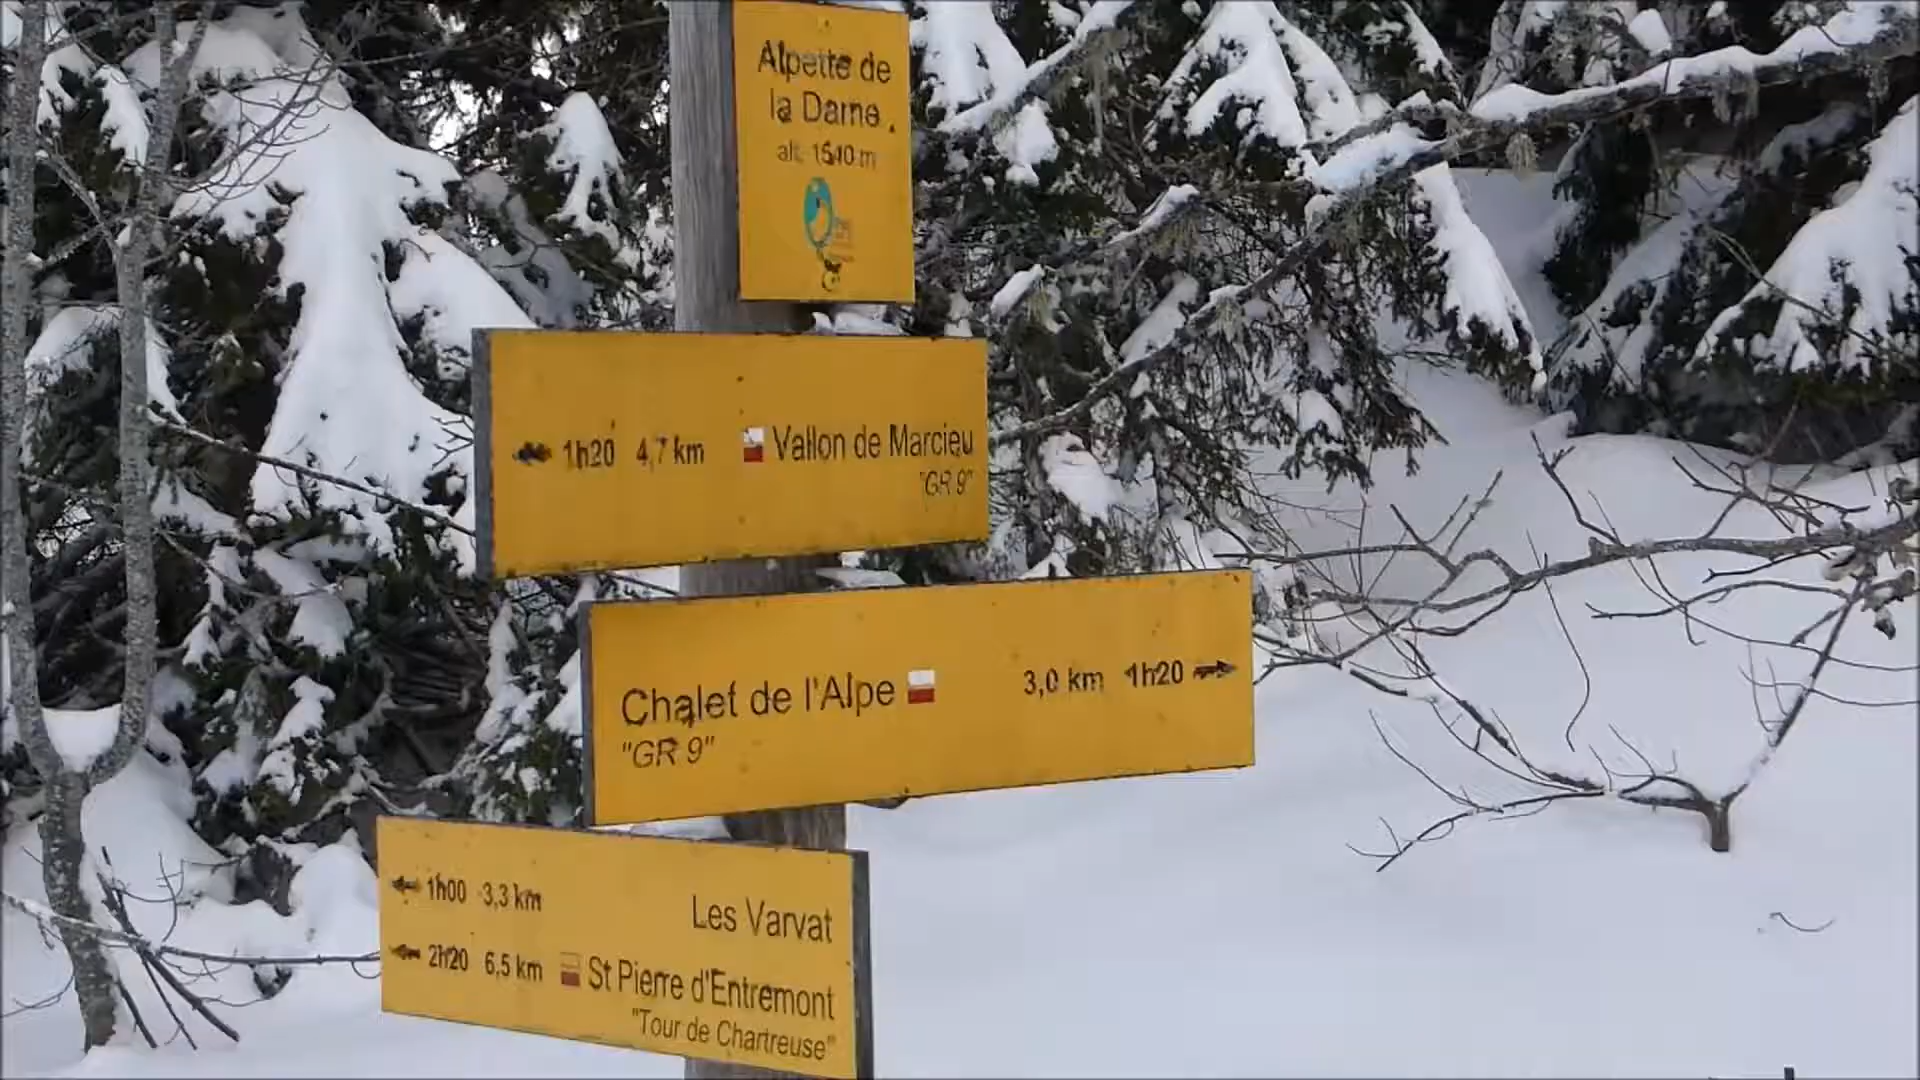 Alpette de
la Dame
alt. 1540 m
1h20 4,7 km Vallon de Marcieu
"GR 9"
Chalet de l'Alpe 3,0 km 1h20
"GR 9"
1h00 3,3 km Les Varvat
2h20 6,5 km St Pierre d'Entremont
"Tour de Chartreuse"